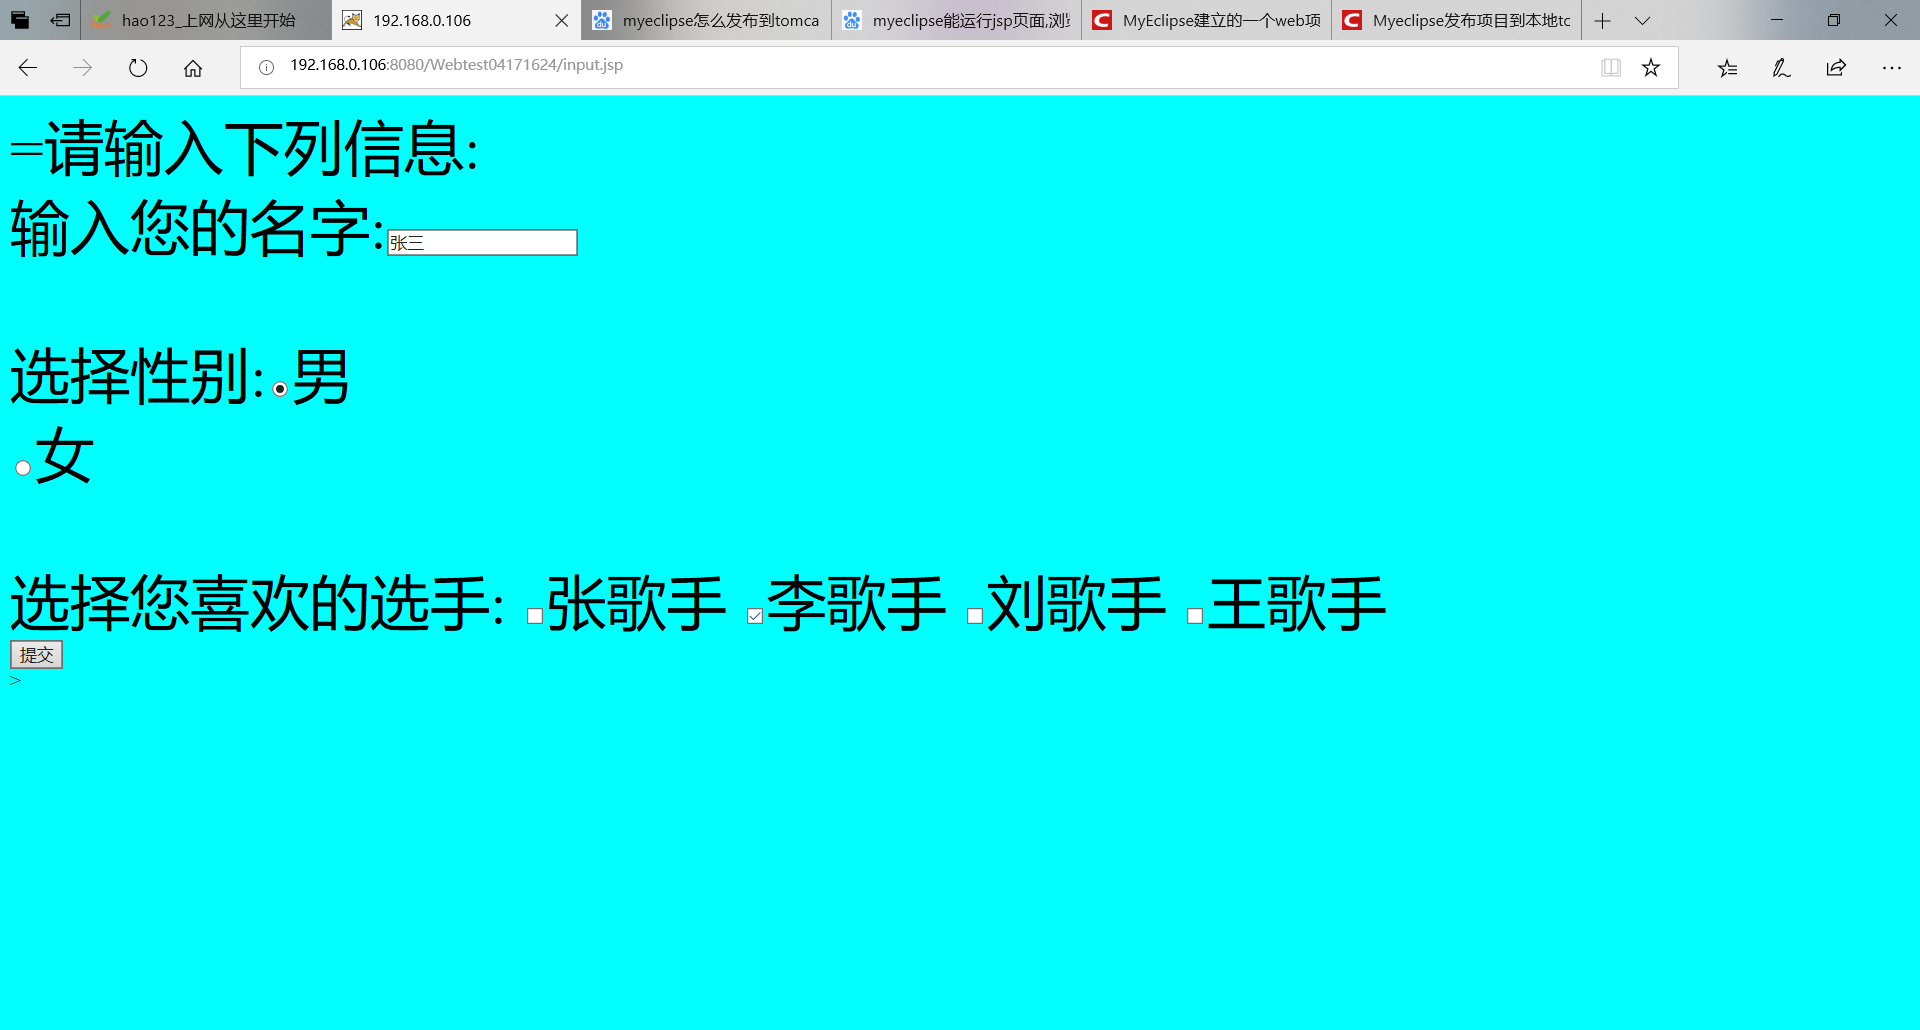 hao123_上网从这里开始
192.168.0.106
myeclipse怎么发布到tomca
myeclipse能运行jsp页面,浏
MyEclipse建立的一个web项
Myeclipse发布项目到本地tc
192.168.0.106:8080/Webtest04171624/input.jsp
=请输入下列信息:
输入您的名字:张三
选择性别:男
女
选择您喜欢的选手: 张歌手 李歌手 刘歌手 王歌手
提交
>